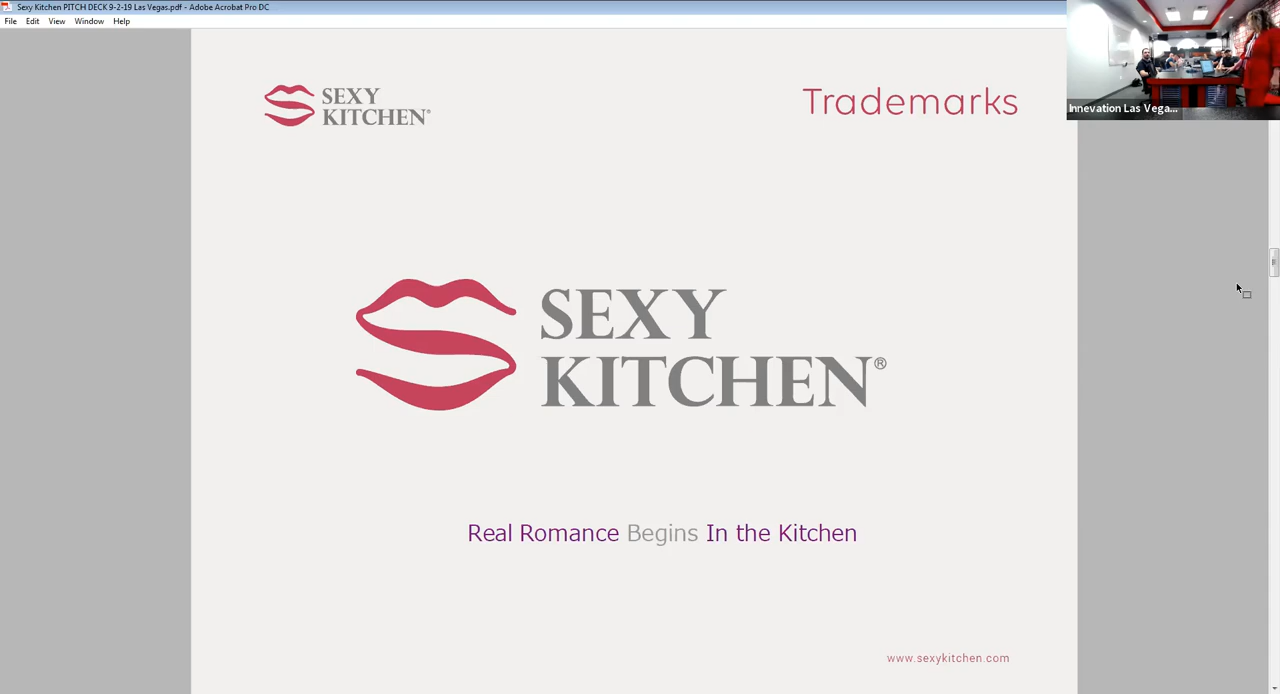 Sexy Kitchen PITCH DECK 9-2-19 Las Vegas.pdf - Adobe Acrobat Pro DC
File Edit View Window Help
SEXY
KITCHEN®
Trademarks
Innevation Las Vega...
SEXY
KITCHEN®
Real Romance Begins In the Kitchen
www.sexykitchen.com